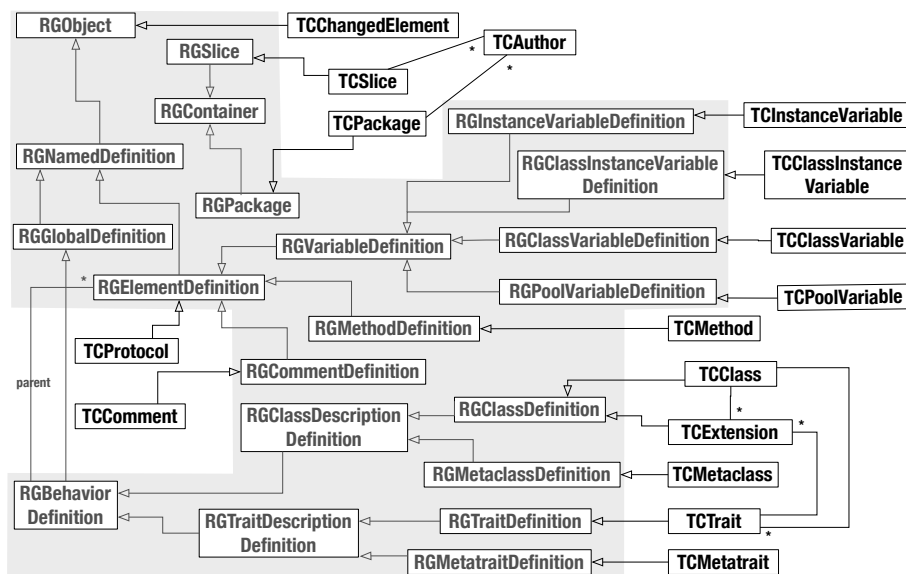 RGObject
TCChangedElement
RGSlice
TCAuthor
*
*
TCSlice
RGContainer
TCPackage
RGInstanceVariableDefinition
TCInstanceVariable
RGNamedDefinition
RGClassInstanceVariable
Definition
TCClassInstance
Variable
RGPackage
RGGlobalDefinition
RGVariableDefinition
RGClassVariableDefinition
TCClassVariable
*
RGElementDefinition
RGPoolVariableDefinition
TCPoolVariable
RGMethodDefinition
TCMethod
TCProtocol
parent
RGCommentDefinition
TCClass
TCComment
RGClassDescription
Definition
RGClassDefinition
*
TCExtension
*
RGMetaclassDefinition
TCMetaclass
RGBehavior
Definition
RGTraitDescription
Definition
RGTraitDefinition
TCTrait
*
RGMetatraitDefinition
TCMetatrait